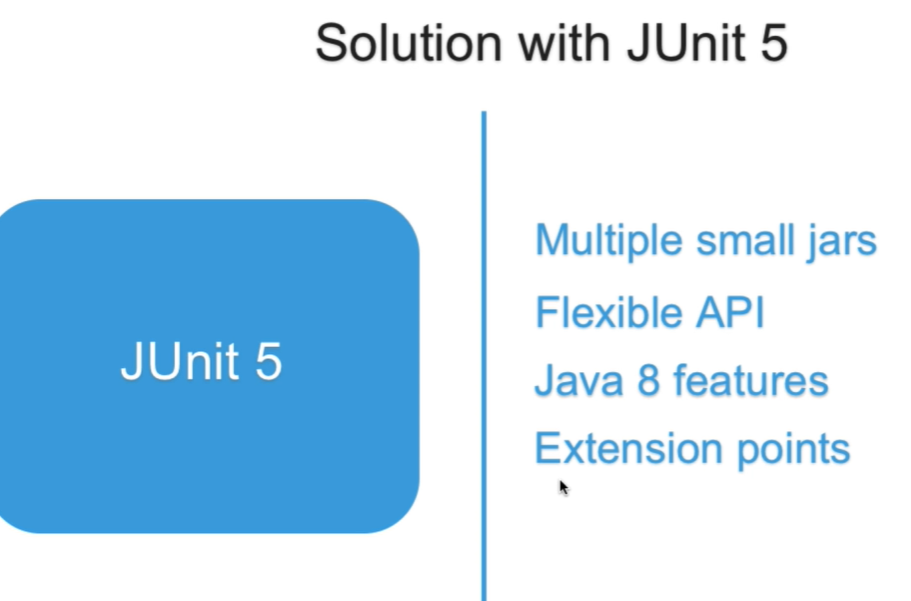 Solution with JUnit 5
JUnit 5
Multiple small jars
Flexible API
Java 8 features
Extension points